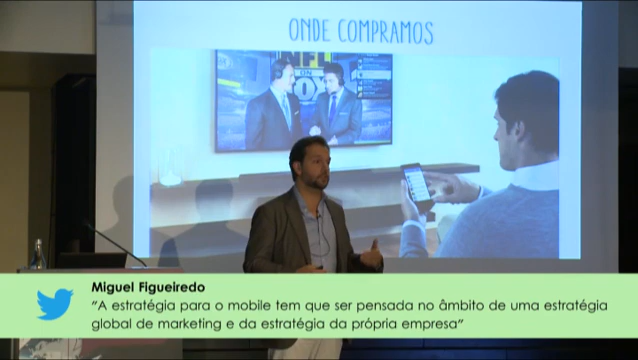 ONDE COMPRAMOS
NFL
ON
FOX
Miguel Figueiredo
"A estratégia para o mobile tem que ser pensada no âmbito de uma estratégia
global de marketing e da estratégia da própria empresa"